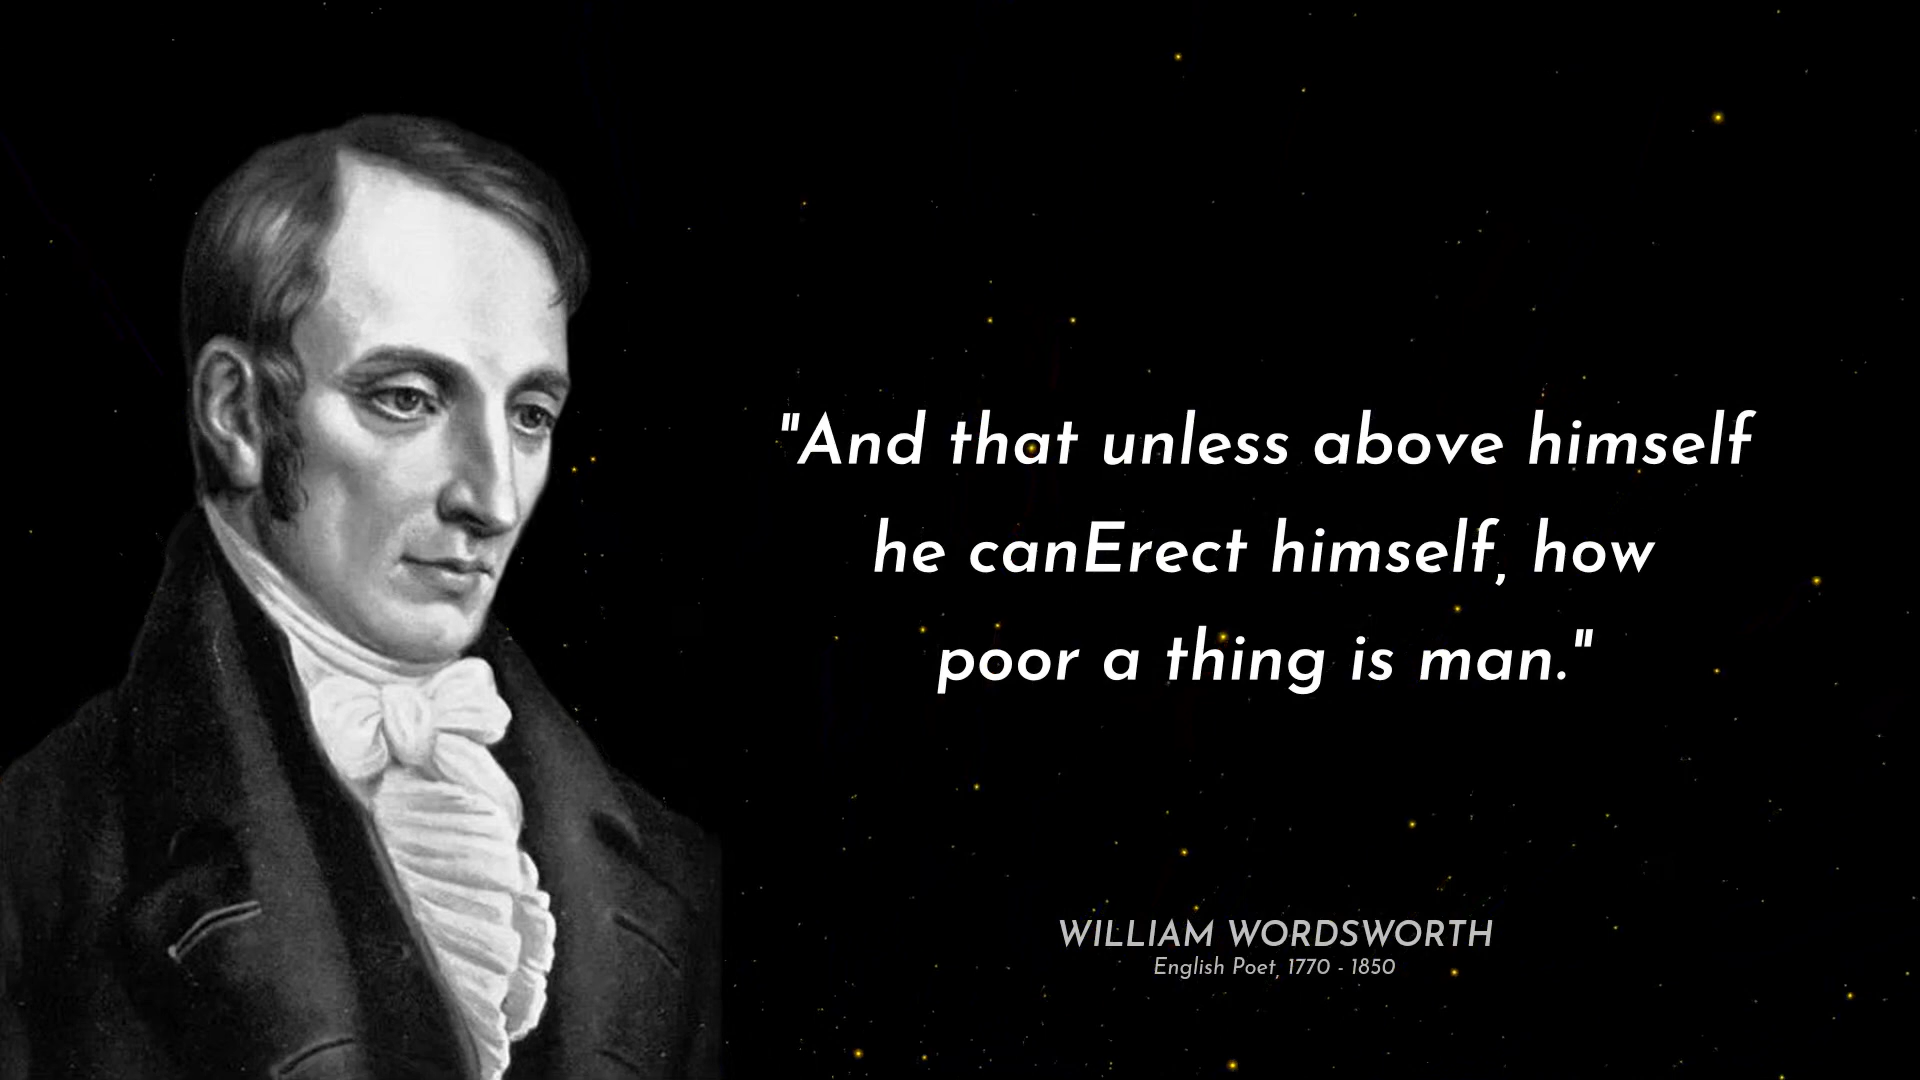 "And that unless above himself
he canErect himself, how
poor a thing is man."
WILLIAM WORDSWORTH
English Poet, 1770 - 1850